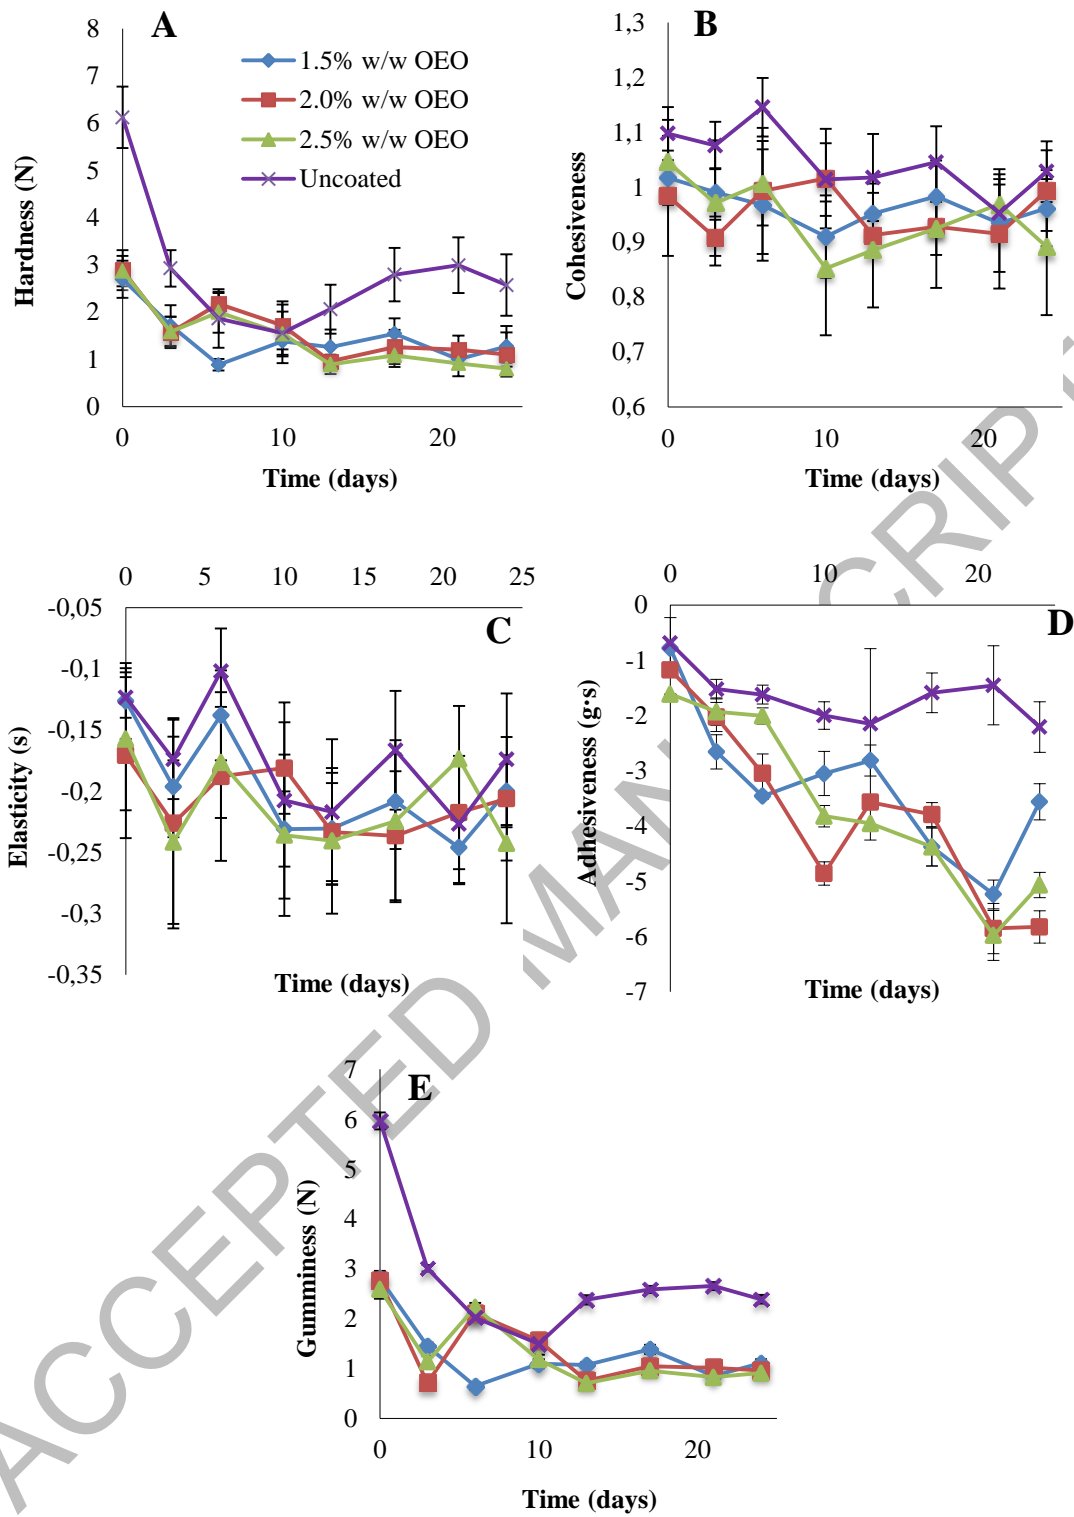 A
8
7
6
5
4
3
2
1
0
Hardness (N)
1.5% w/w OEO
2.0% w/w OEO
2.5% w/w OEO
Uncoated
0
10
20
Time (days)
B
1,3
1,2
1,1
1
0,9
0,8
0,7
0,6
Cohesiveness
0
10
20
Time (days)
0
5
10
15
20
25
C
-0,05
-0,1
-0,15
-0,2
-0,25
-0,3
-0,35
Elasticity (s)
Time (days)
0
10
20
D
0
-1
-2
-3
-4
-5
-6
-7
Adhesiveness (g·s)
Time (days)
E
7
6
5
4
3
2
1
0
Gumminess (N)
0
10
20
Time (days)
ACCEPTED MANUSCRIPT